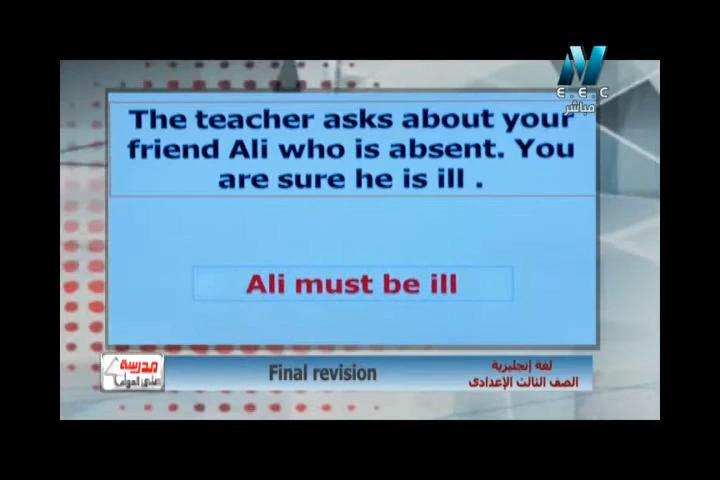 E.E.C
مباشر
The teacher asks about your
friend Ali who is absent. You
are sure he is ill .
Ali must be ill
مدرسة
على الهواء
Final revision
لغة إنجليزية
الصف الثالث الإعدادى